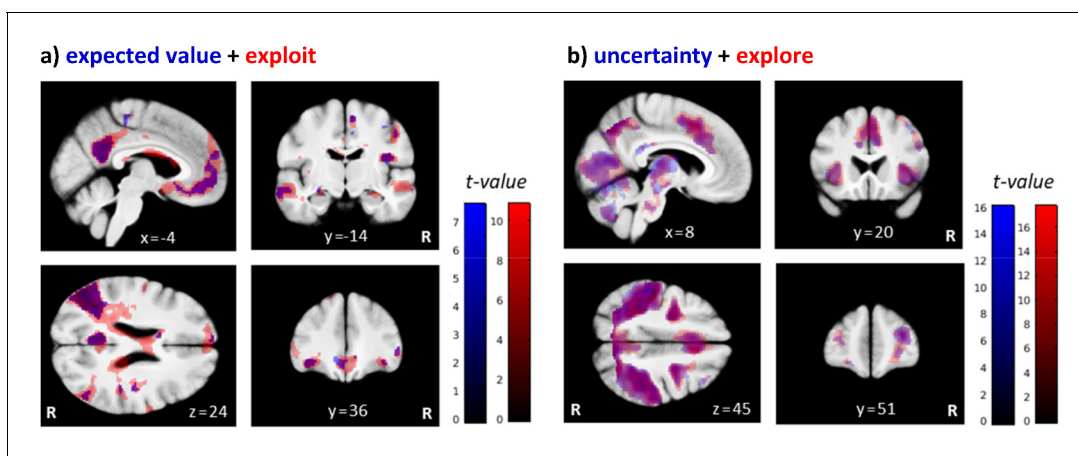 a) expected value + exploit
x=-4
y=-14
R
R
z=24
y=36
R
t-value
7
6
5
4
3
2
1
0
10
8
6
4
2
0
b) uncertainty + explore
x=8
y=20
R
R
z=45
y=51
R
t-value
16
14
12
10
8
6
4
2
0
16
14
12
10
8
6
4
2
0